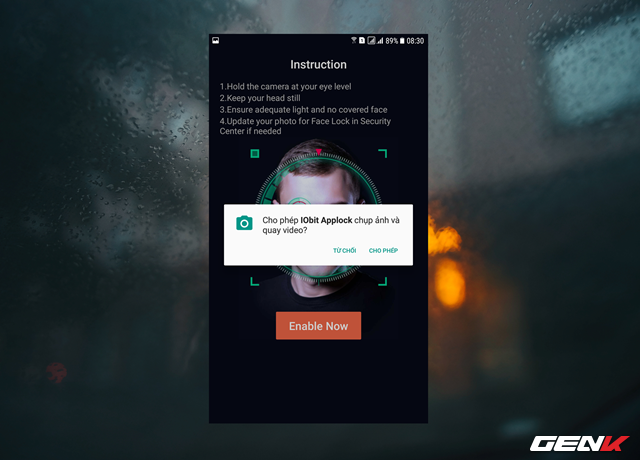 89% 08:30
Instruction
1.Hold the camera at your eye level
2.Keep your head still
3.Ensure adequate light and no covered face
4.Update your photo for Face Lock in Security
Center if needed
Cho phép IObit Applock chụp ảnh và
quay video?
TỪ CHỐI CHO PHÉP
Enable Now
GENK